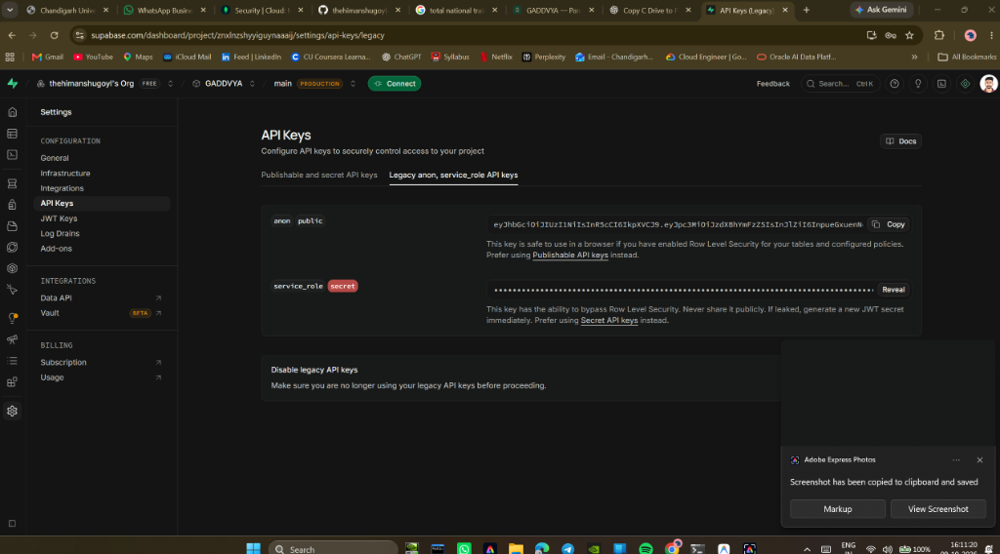 Chandigarh Unive
WhatsApp Busine
Security | Cloud: M
thehimanshugoyl
total national trai
GADDVYA — Pa
Copy C Drive to P
API Keys (Legacy)
Ask Gemini
supabase.com/dashboard/project/znxlnzshyyiguynaaaij/settings/api-keys/legacy
Gmail
YouTube
Maps
iCloud Mail
Feed | LinkedIn
CU Coursera Learna...
ChatGPT
Syllabus
Netflix
Perplexity
Email - Chandigarh...
Cloud Engineer | Go...
Oracle AI Data Platf...
All Bookmarks
thehimanshugoyl's Org
FREE
GADDVYA
main
PRODUCTION
Connect
Feedback
Search...
Ctrl K
Settings
CONFIGURATION
General
Infrastructure
Integrations
API Keys
JWT Keys
Log Drains
Add-ons
INTEGRATIONS
Data API
Vault
BETA
BILLING
Subscription
Usage
API Keys
Configure API keys to securely control access to your project
Docs
Publishable and secret API keys
Legacy anon, service_role API keys
anon public
Copy
This key is safe to use in a browser if you have enabled Row Level Security for your tables and configured policies.
Prefer using Publishable API keys instead.
service_role secret
Reveal
This key has the ability to bypass Row Level Security. Never share it publicly. If leaked, generate a new JWT secret
immediately. Prefer using Secret API keys instead.
Disable legacy API keys
Make sure you are no longer using your legacy API keys before proceeding.
Adobe Express Photos
Screenshot has been copied to clipboard and saved
Markup
View Screenshot
Search
ENG
IN
100%
16:11:20